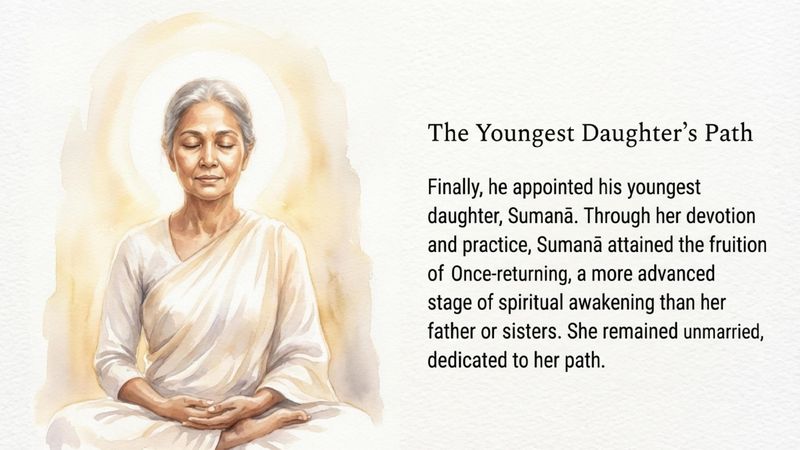 The Youngest Daughter’s Path
Finally, he appointed his youngest
daughter, Sumanā. Through her devotion
and practice, Sumanā attained the fruition
of Once-returning, a more advanced
stage of spiritual awakening than her
father or sisters. She remained unmarried,
dedicated to her path.